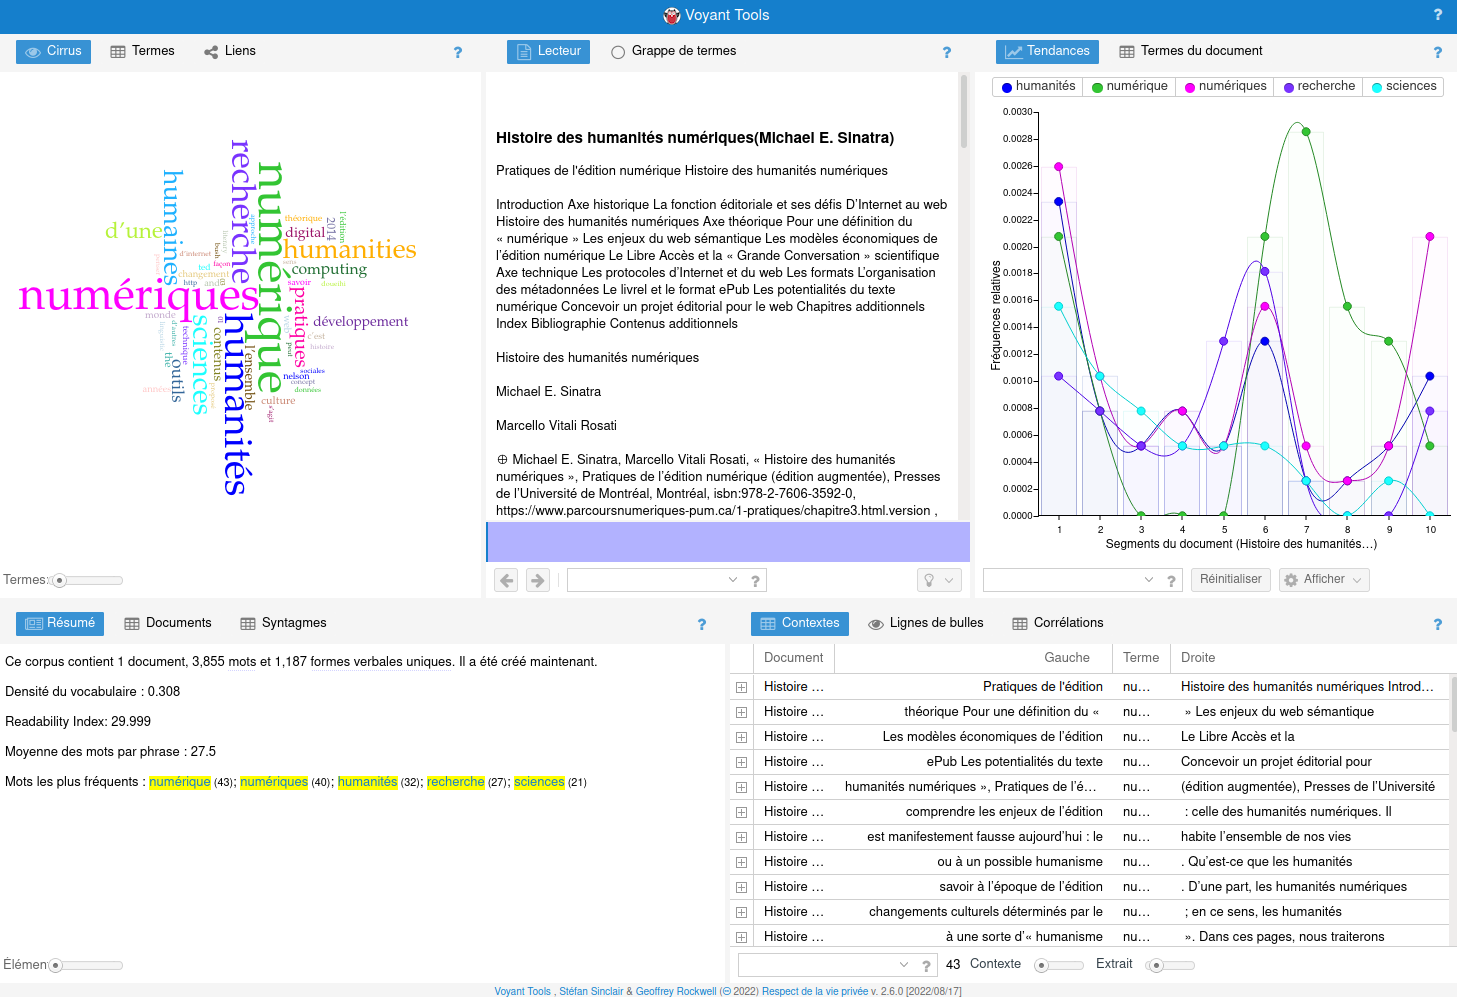 Voyant Tools
?
Cirrus
Termes
Liens
?
Lecteur
Grappe de termes
?
Tendances
Termes du document
?
recherche
numérique
humaines
d'une
théorique
2014
l'édition
digital
humanities
computing
d'internet
bush
façon
ted
changement
http
and
savoir
numériques
pratiques
monde
développement
sciences
technique
d'autres
contenus
l'ensemble
humanités
c'est
histoire
peut
the
outils
années
nelson
sociales
concept
données
culture
s'agit
Termes:
Histoire des humanités numériques(Michael E. Sinatra)
Pratiques de l'édition numérique Histoire des humanités numériques
Introduction Axe historique La fonction éditoriale et ses défis D’Internet au web
Histoire des humanités numériques Axe théorique Pour une définition du
« numérique » Les enjeux du web sémantique Les modèles économiques de
l’édition numérique Le Libre Accès et la « Grande Conversation » scientifique
Axe technique Les protocoles d’Internet et du web Les formats L’organisation
des métadonnées Le livrel et le format ePub Les potentialités du texte
numérique Concevoir un projet éditorial pour le web Chapitres additionnels
Index Bibliographie Contenus additionnels
Histoire des humanités numériques
Michael E. Sinatra
Marcello Vitali Rosati
⊕ Michael E. Sinatra, Marcello Vitali Rosati, « Histoire des humanités
numériques », Pratiques de l’édition numérique (édition augmentée), Presses
de l’Université de Montréal, Montréal, isbn:978-2-7606-3592-0,
https://www.parcoursnumeriques-pum.ca/1-pratiques/chapitre3.html.version ,
?
humanités
numérique
numériques
recherche
sciences
0.0030
0.0028
0.0026
0.0024
0.0022
0.0020
0.0018
0.0016
0.0014
0.0012
0.0010
0.0008
0.0006
0.0004
0.0002
0.0000
Fréquences relatives
1 2 3 4 5 6 7 8 9 10
Segments du document (Histoire des humanités…)
?
Réinitialiser
Afficher
Résumé
Documents
Syntagmes
?
Ce corpus contient 1 document, 3,855 mots et 1,187 formes verbales uniques. Il a été créé maintenant.
Densité du vocabulaire : 0.308
Readability Index: 29.999
Moyenne des mots par phrase : 27.5
Mots les plus fréquents : numérique (43); numériques (40); humanités (32); recherche (27); sciences (21)
Élémen
Contextes
Lignes de bulles
Corrélations
?
Document Gauche Terme Droite
Histoire … Pratiques de l'édition nu… Histoire des humanités numériques Introd…
Histoire … théorique Pour une définition du « nu… » Les enjeux du web sémantique
Histoire … Les modèles économiques de l’édition nu… Le Libre Accès et la
Histoire … ePub Les potentialités du texte nu… Concevoir un projet éditorial pour
Histoire … humanités numériques », Pratiques de l’é… nu… (édition augmentée), Presses de l’Université
Histoire … comprendre les enjeux de l’édition nu… : celle des humanités numériques. Il
Histoire … est manifestement fausse aujourd’hui : le nu… habite l’ensemble de nos vies
Histoire … ou à un possible humanisme nu… . Qu’est-ce que les humanités
Histoire … savoir à l’époque de l’édition nu… . D’une part, les humanités numériques
Histoire … changements culturels déterminés par le nu… ; en ce sens, les humanités
Histoire … à une sorte d’« humanisme nu… ». Dans ces pages, nous traiterons
? 43 Contexte Extrait
Voyant Tools , Stéfan Sinclair & Geoffrey Rockwell (🄯 2022) Respect de la vie privée v. 2.6.0 [2022/08/17]